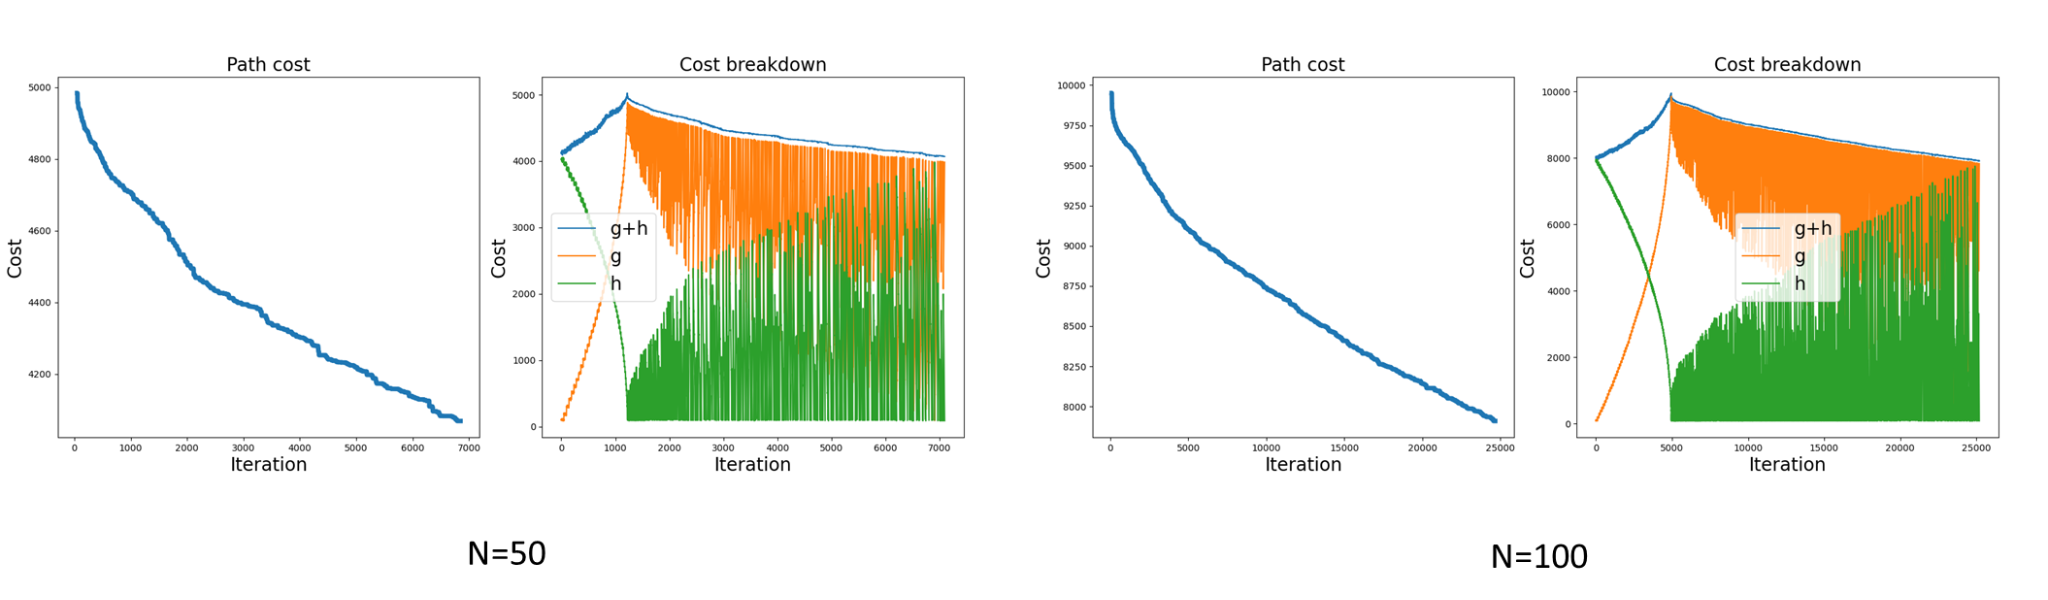 Path cost
Cost breakdown
Path cost
Cost breakdown
5000
4800
4600
4400
4200
Cost
0
1000
2000
3000
4000
5000
6000
7000
Iteration
5000
4000
3000
2000
1000
0
Cost
g+h
g
h
0
1000
2000
3000
4000
5000
6000
7000
Iteration
10000
9750
9500
9250
9000
8750
8500
8250
8000
Cost
0
5000
10000
15000
20000
25000
Iteration
10000
8000
6000
4000
2000
0
Cost
g+h
g
h
0
5000
10000
15000
20000
25000
Iteration
N=50
N=100